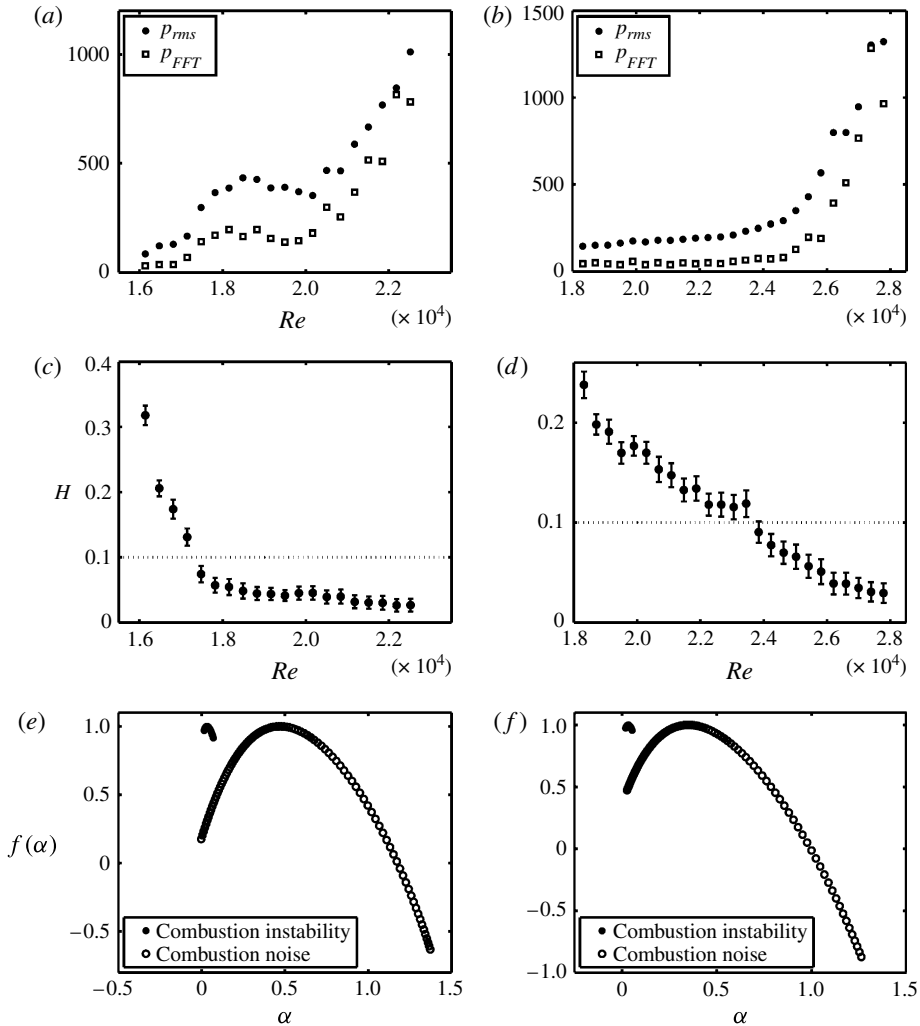 (a)
p_rms
p_FFT
1000
500
0
1.6 1.8 2.0 2.2
Re
(× 10^4)
(b)
p_rms
p_FFT
1500
1000
500
0
1.8 2.0 2.2 2.4 2.6 2.8
(× 10^4)
(c)
0.4
0.3
H
0.2
0.1
0
1.6 1.8 2.0 2.2
Re
(× 10^4)
(d)
0.2
0.1
0
1.8 2.0 2.2 2.4 2.6 2.8
Re
(× 10^4)
(e)
1.0
0.5
f(α)
0
−0.5
Combustion instability
Combustion noise
−0.5 0 0.5 1.0 1.5
α
(f)
1.0
0.5
0
−0.5
−1.0
Combustion instability
Combustion noise
0 0.5 1.0 1.5
α